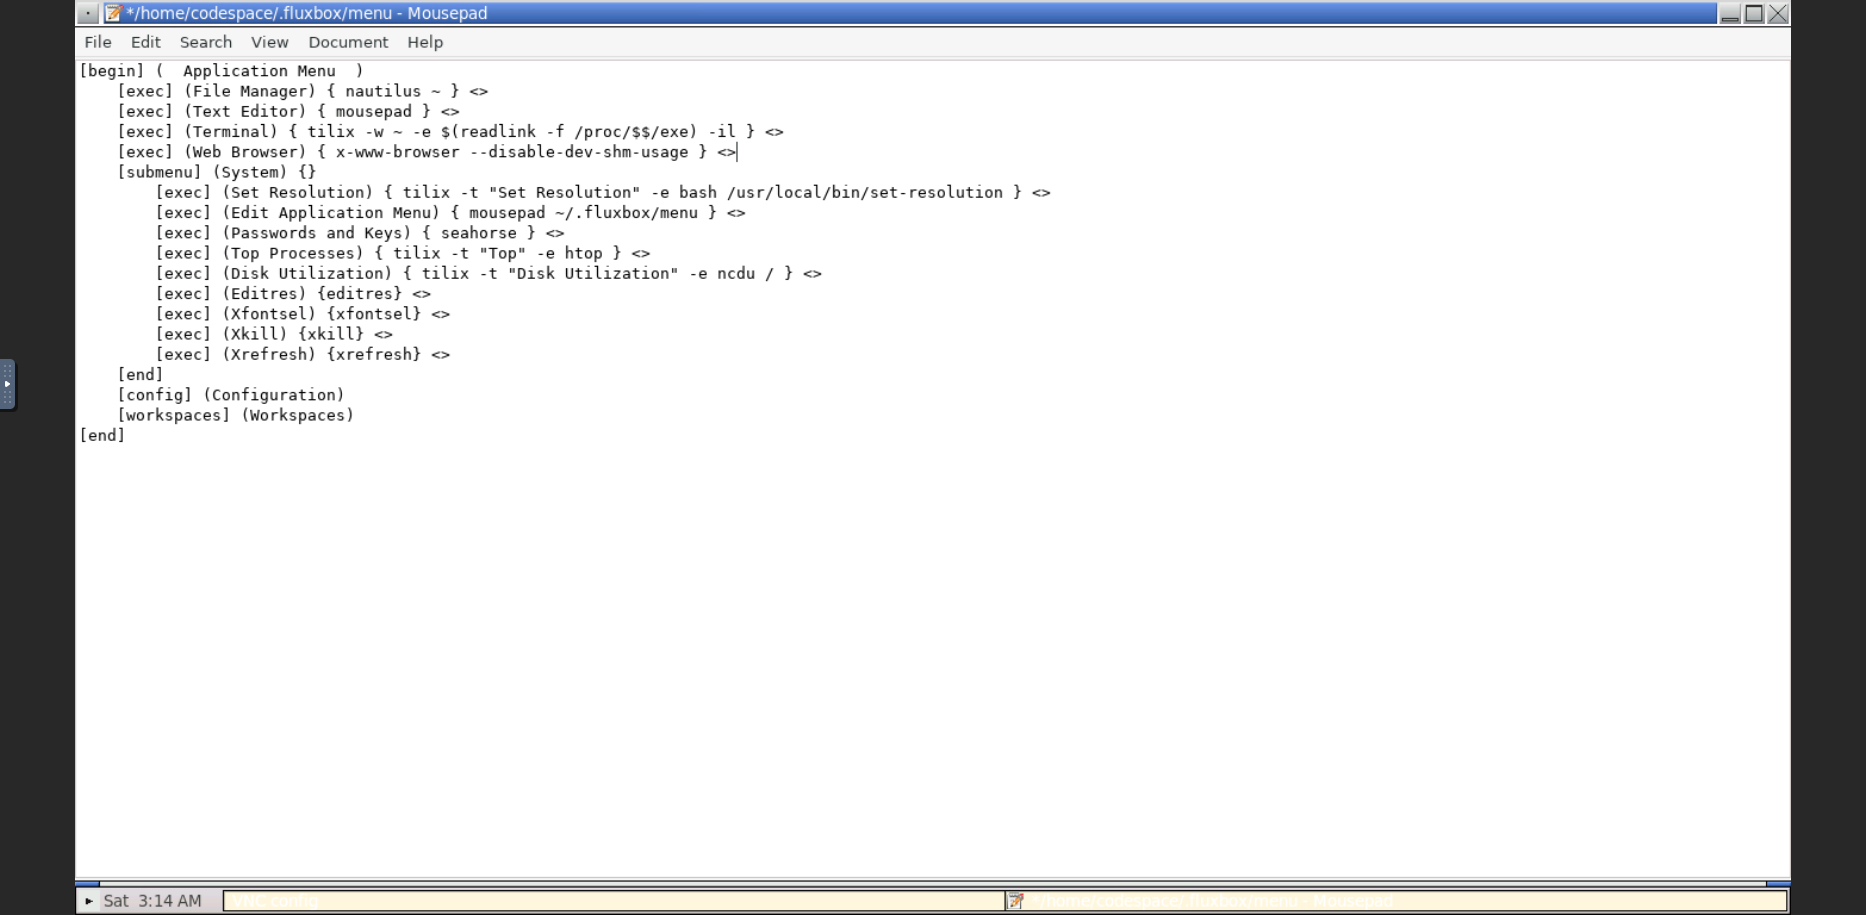 */home/codespace/.fluxbox/menu - Mousepad
File Edit Search View Document Help
[begin] (  Application Menu  )
    [exec] (File Manager) { nautilus ~ } <>
    [exec] (Text Editor) { mousepad } <>
    [exec] (Terminal) { tilix -w ~ -e $(readlink -f /proc/$$/exe) -il } <>
    [exec] (Web Browser) { x-www-browser --disable-dev-shm-usage } <>
    [submenu] (System) {}
        [exec] (Set Resolution) { tilix -t "Set Resolution" -e bash /usr/local/bin/set-resolution } <>
        [exec] (Edit Application Menu) { mousepad ~/.fluxbox/menu } <>
        [exec] (Passwords and Keys) { seahorse } <>
        [exec] (Top Processes) { tilix -t "Top" -e htop } <>
        [exec] (Disk Utilization) { tilix -t "Disk Utilization" -e ncdu / } <>
        [exec] (Editres) {editres} <>
        [exec] (Xfontsel) {xfontsel} <>
        [exec] (Xkill) {xkill} <>
        [exec] (Xrefresh) {xrefresh} <>
    [end]
    [config] (Configuration)
    [workspaces] (Workspaces)
[end]
Sat 3:14 AM VNC config */home/codespace/.fluxbox/menu - Mousepad